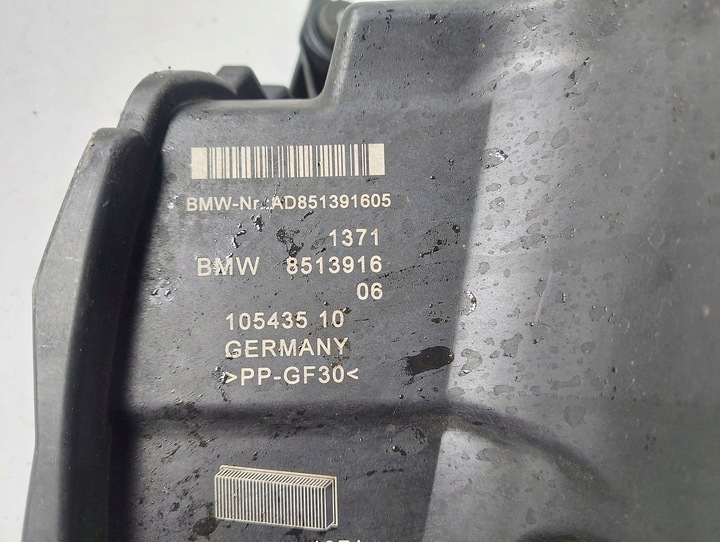 BMW-Nr.:AD851391605
1371
BMW 8513916
06
105435 10
GERMANY
>PP-GF30<